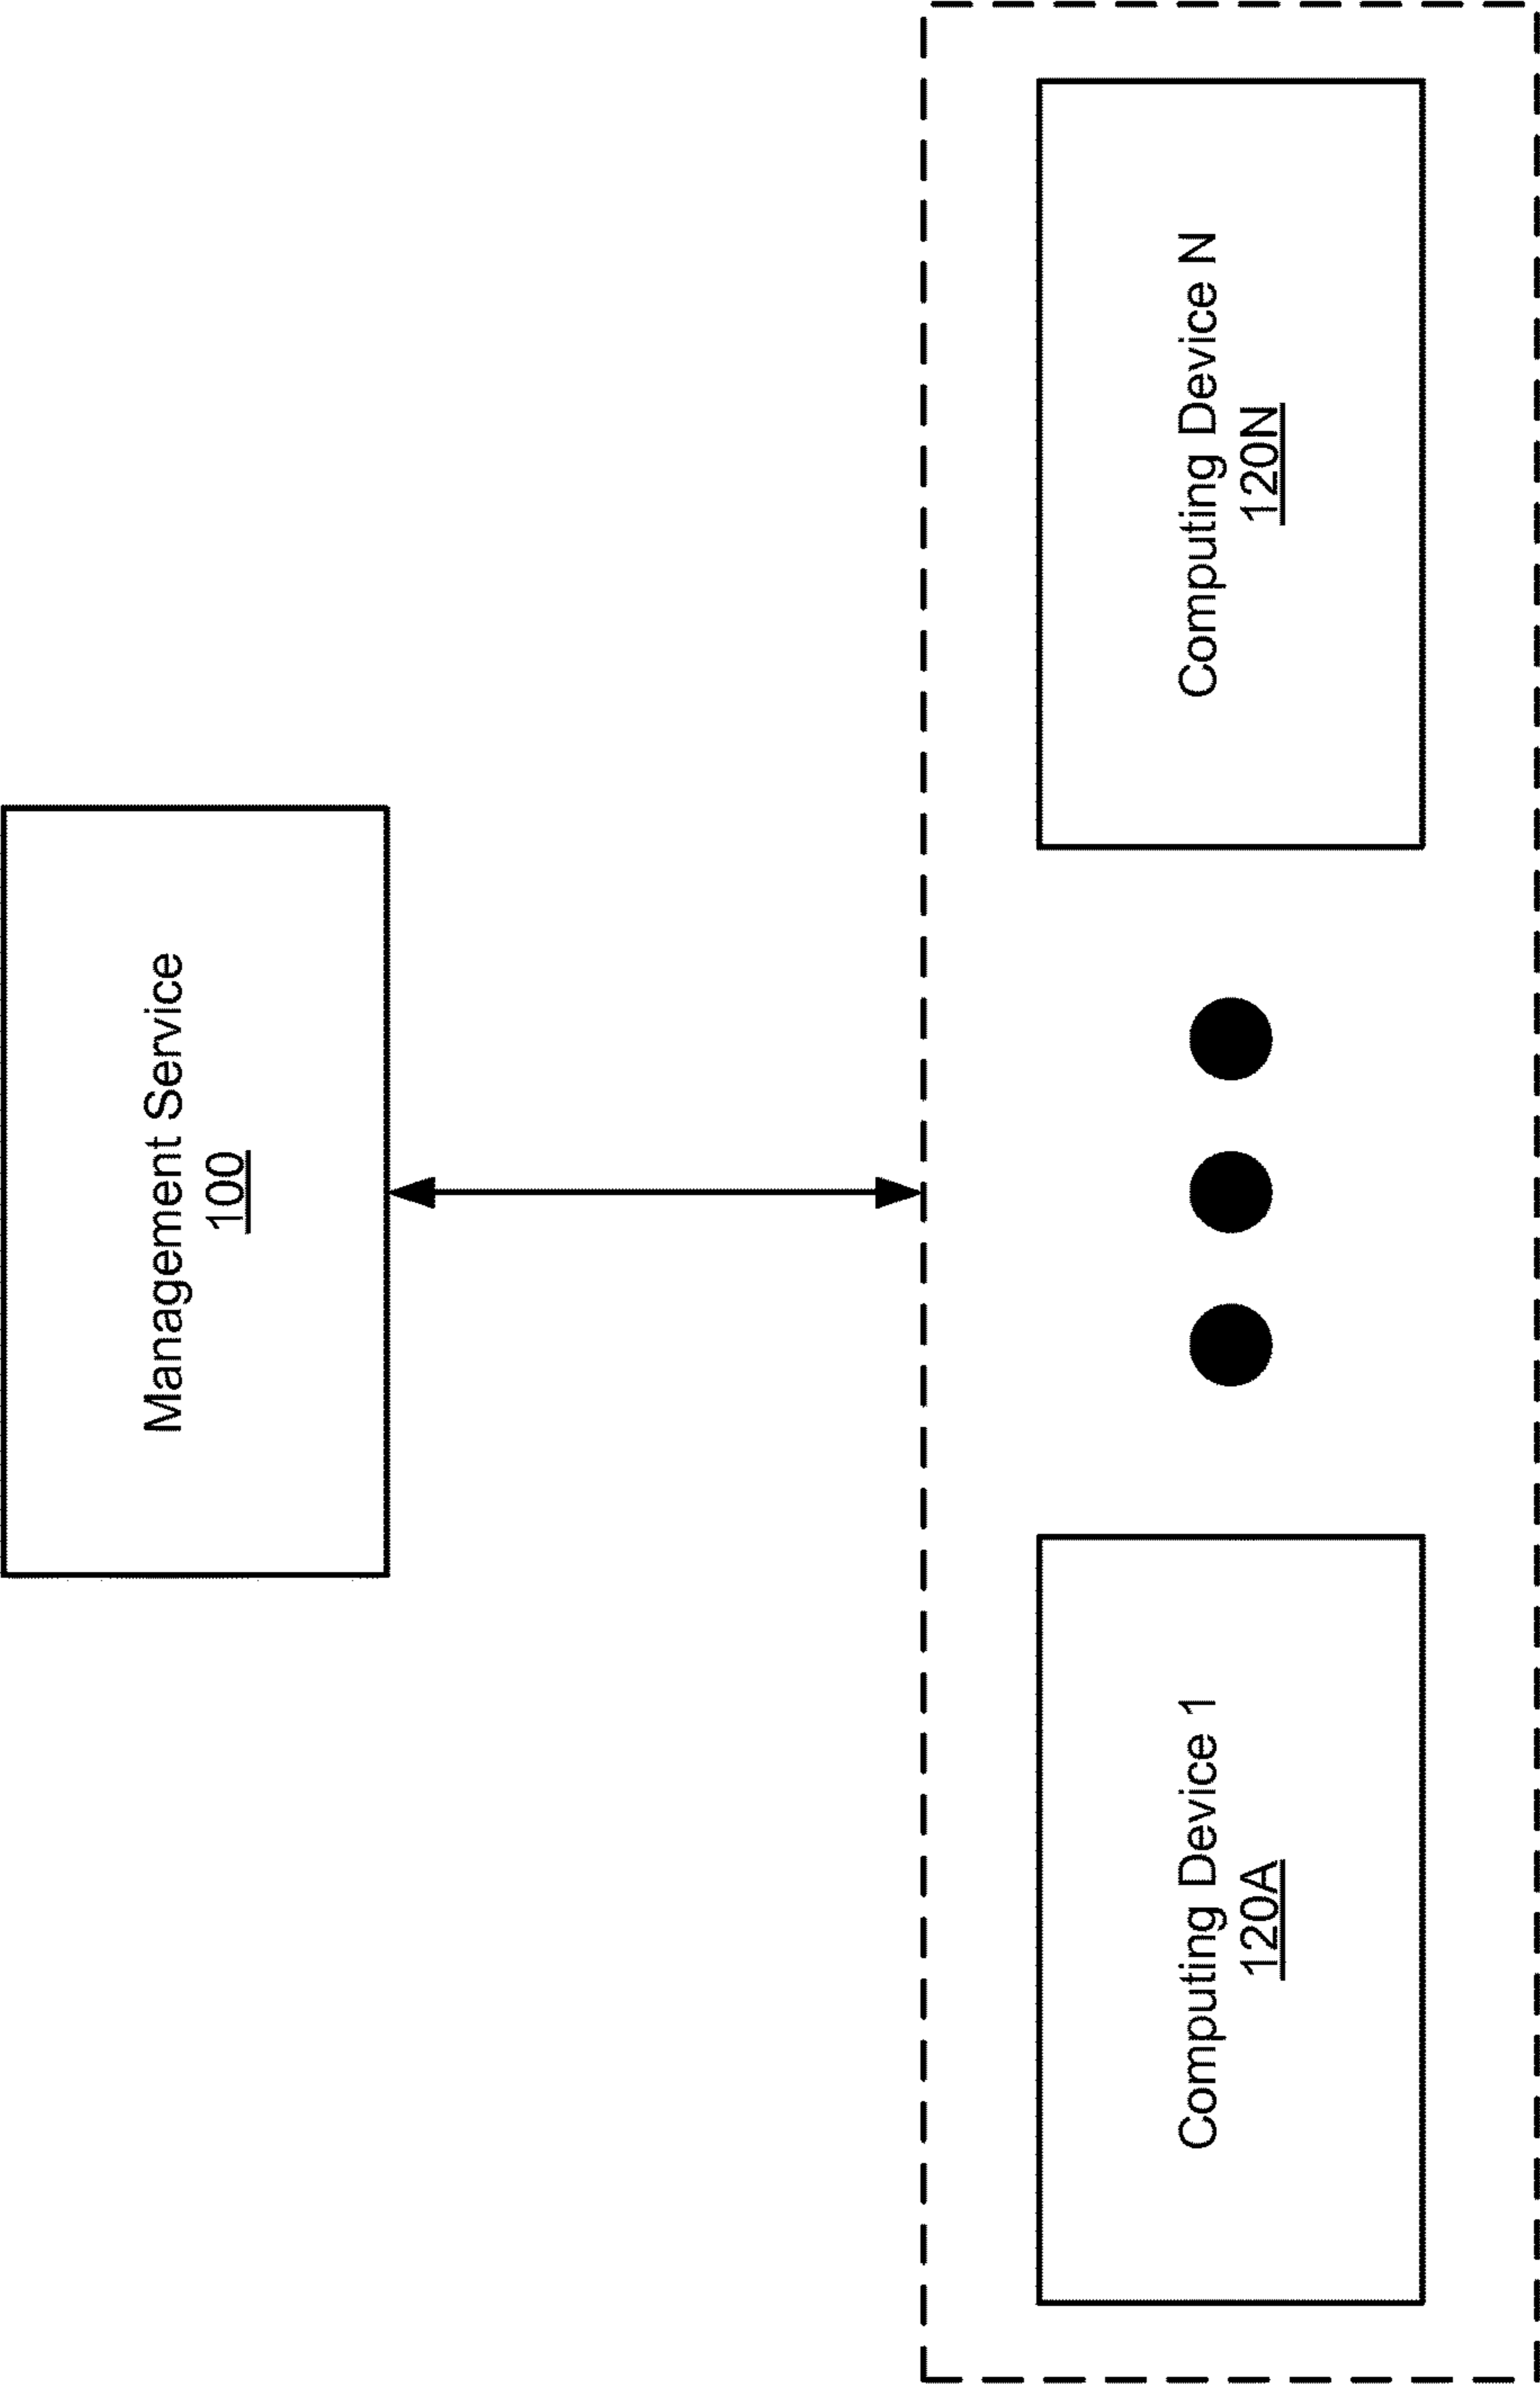 Management Service
100
Computing Device 1
120A
Computing Device N
120N